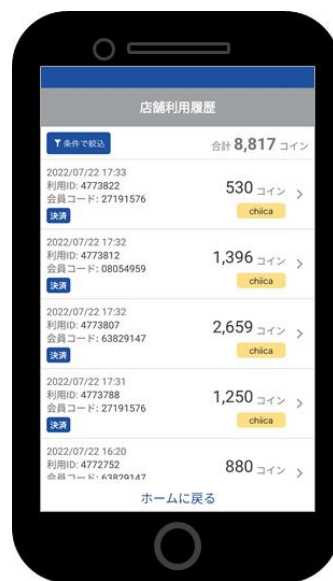 店舗利用履歴
条件で絞込
合計 8,817 コイン
2022/07/22 17:33
利用ID: 4773822
会員コード: 27191576
決済
530 コイン
chiica
2022/07/22 17:32
利用ID: 4773812
会員コード: 08054959
決済
1,396 コイン
chiica
2022/07/22 17:32
利用ID: 4773807
会員コード: 63829147
決済
2,659 コイン
chiica
2022/07/22 17:31
利用ID: 4773788
会員コード: 27191576
決済
1,250 コイン
chiica
2022/07/22 16:20
利用ID: 4772752
会員コード: 63829147
880 コイン
ホームに戻る